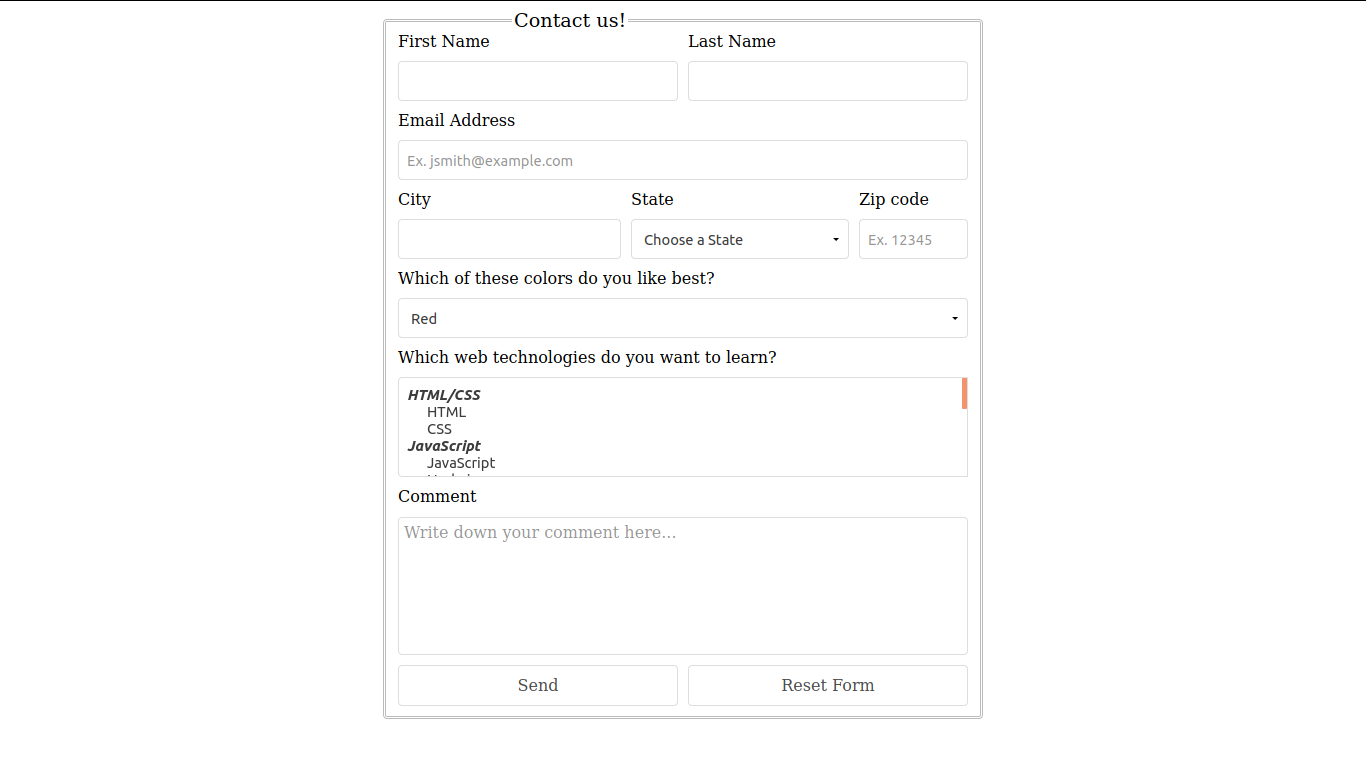 Contact us!
First Name Last Name
Email Address
Ex. jsmith@example.com
City State Zip code
Choose a State Ex. 12345
Which of these colors do you like best?
Red
Which web technologies do you want to learn?
HTML/CSS
HTML
CSS
JavaScript
JavaScript
Comment
Write down your comment here...
Send Reset Form